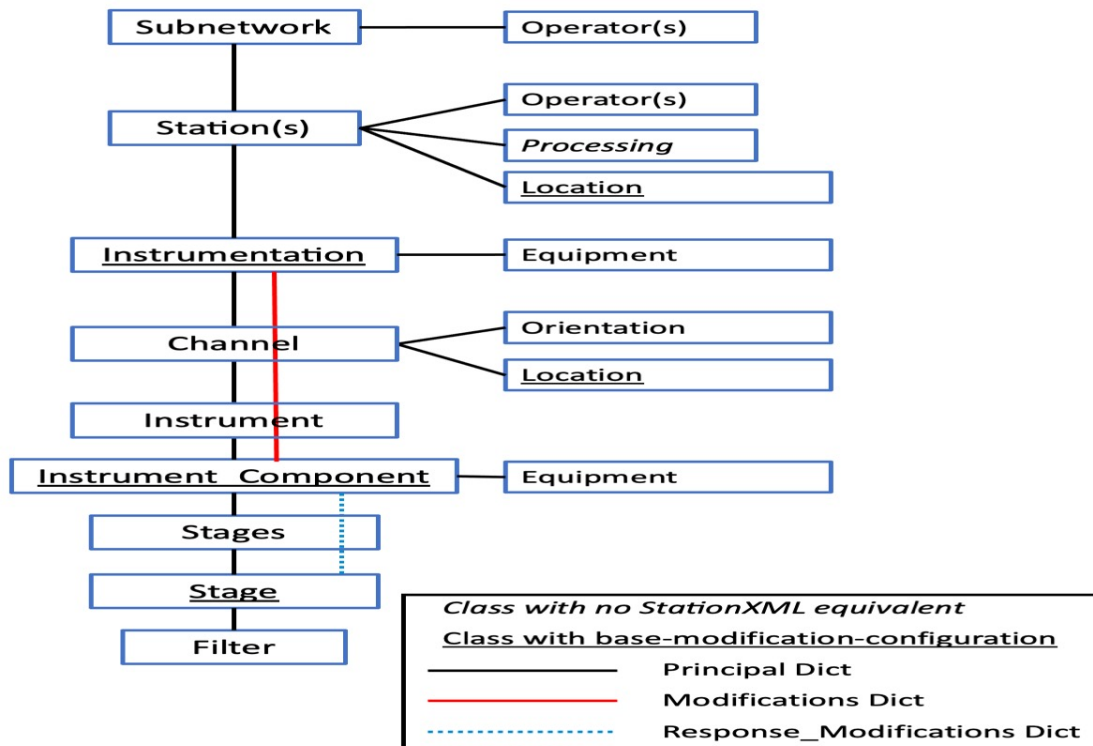 Subnetwork
Operator(s)
Station(s)
Operator(s)
Processing
Location
Instrumentation
Equipment
Channel
Orientation
Location
Instrument
Instrument_Component
Equipment
Stages
Stage
Filter
Class with no StationXML equivalent
Class with base-modification-configuration
Principal Dict
Modifications Dict
Response_Modifications Dict